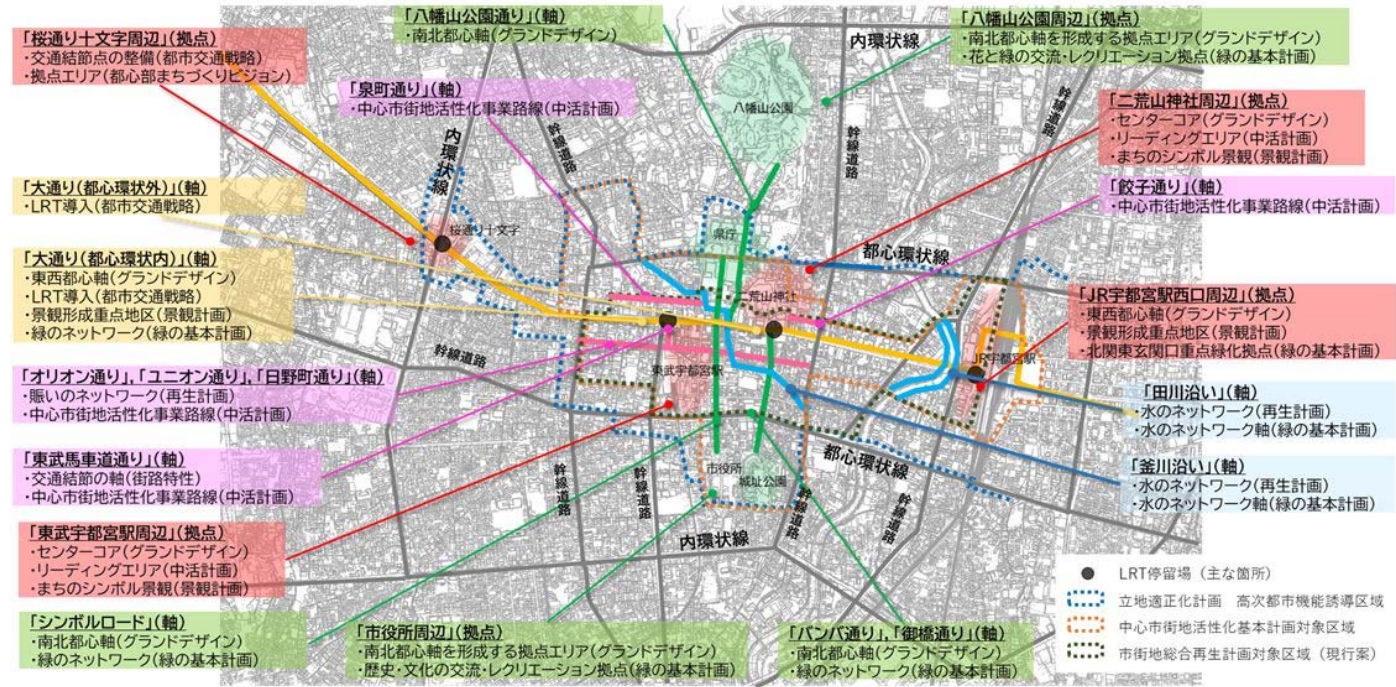 「桜通り十文字周辺」(拠点)
・交通結節点の整備(都市交通戦略)
・拠点エリア(都心部まちづくりビジョン)
「八幡山公園通り」(軸)
・南北都心軸(グランドデザイン)
「八幡山公園周辺」(拠点)
・南北都心軸を形成する拠点エリア(グランドデザイン)
・花と緑の交流・レクリエーション拠点(緑の基本計画)
「泉町通り」(軸)
・中心市街地活性化事業路線(中活計画)
「二荒山神社周辺」(拠点)
・センターコア(グランドデザイン)
・リーディングエリア(中活計画)
・まちのシンボル景観(景観計画)
「大通り(都心環状外)」(軸)
・LRT導入(都市交通戦略)
「餃子通り」(軸)
・中心市街地活性化事業路線(中活計画)
「大通り(都心環状内)」(軸)
・東西都心軸(グランドデザイン)
・LRT導入(都市交通戦略)
・景観形成重点地区(景観計画)
・緑のネットワーク(緑の基本計画)
「JR宇都宮駅西口周辺」(拠点)
・東西都心軸(グランドデザイン)
・景観形成重点地区(景観計画)
・北関東玄関口重点緑化拠点(緑の基本計画)
「オリオン通り」,「ユニオン通り」,「日野町通り」(軸)
・賑いのネットワーク(再生計画)
・中心市街地活性化事業路線(中活計画)
「田川沿い」(軸)
・水のネットワーク(再生計画)
・水のネットワーク軸(緑の基本計画)
「東武馬車道通り」(軸)
・交通結節の軸(街路特性)
・中心市街地活性化事業路線(中活計画)
「釜川沿い」(軸)
・水のネットワーク(再生計画)
・水のネットワーク軸(緑の基本計画)
「東武宇都宮駅周辺」(拠点)
・センターコア(グランドデザイン)
・リーディングエリア(中活計画)
・まちのシンボル景観(景観計画)
「シンボルロード」(軸)
・南北都心軸(グランドデザイン)
・緑のネットワーク(緑の基本計画)
「市役所周辺」(拠点)
・南北都心軸を形成する拠点エリア(グランドデザイン)
・歴史・文化の交流・レクリエーション拠点(緑の基本計画)
「バンバ通り」,「御橋通り」(軸)
・南北都心軸(グランドデザイン)
・緑のネットワーク(緑の基本計画)
内環状線
幹線道路
八幡山公園
幹線道路
内環状線
桜通り十文字
県庁
都心環状線
二荒山神社
幹線道路
東武宇都宮駅
JR宇都宮駅
市役所
城址公園
都心環状線
幹線道路
幹線道路
幹線道路
幹線道路
内環状線
LRT停留場（主な箇所）
立地適正化計画　高次都市機能誘導区域
中心市街地活性化基本計画対象区域
市街地総合再生計画対象区域（現行案）